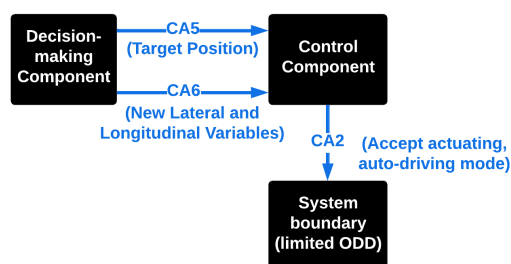 Decision-
making
Component
CA5
(Target Position)
CA6
(New Lateral and
Longitudinal Variables)
Control
Component
CA2
(Accept actuating,
auto-driving mode)
System
boundary
(limited ODD)